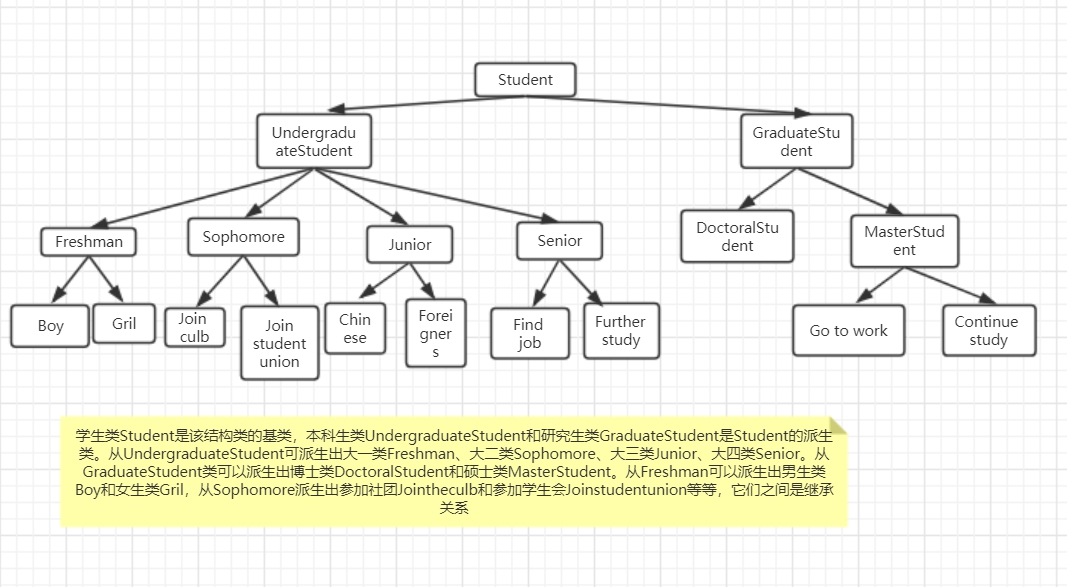 Student
Undergradu
ateStudent
GraduateStu
dent
Freshman
Sophomore
Junior
Senior
DoctoralStu
dent
MasterStud
ent
Boy
Gril
Join
culb
Join
student
union
Chin
ese
Forei
gner
s
Find
job
Further
study
Go to work
Continue
study
学生类Student是该结构类的基类，本科生类UndergraduateStudent和研究生类GraduateStudent是Student的派生
类。从UndergraduateStudent可派生出大一类Freshman、大二类Sophomore、大三类Junior、大四类Senior。从
GraduateStudent类可以派生出博士类DoctoralStudent和硕士类MasterStudent。从Freshman可以派生出男生类
Boy和女生类Gril，从Sophomore派生出参加社团Jointheculb和参加学生会Joinstudentunion等等，它们之间是继承
关系